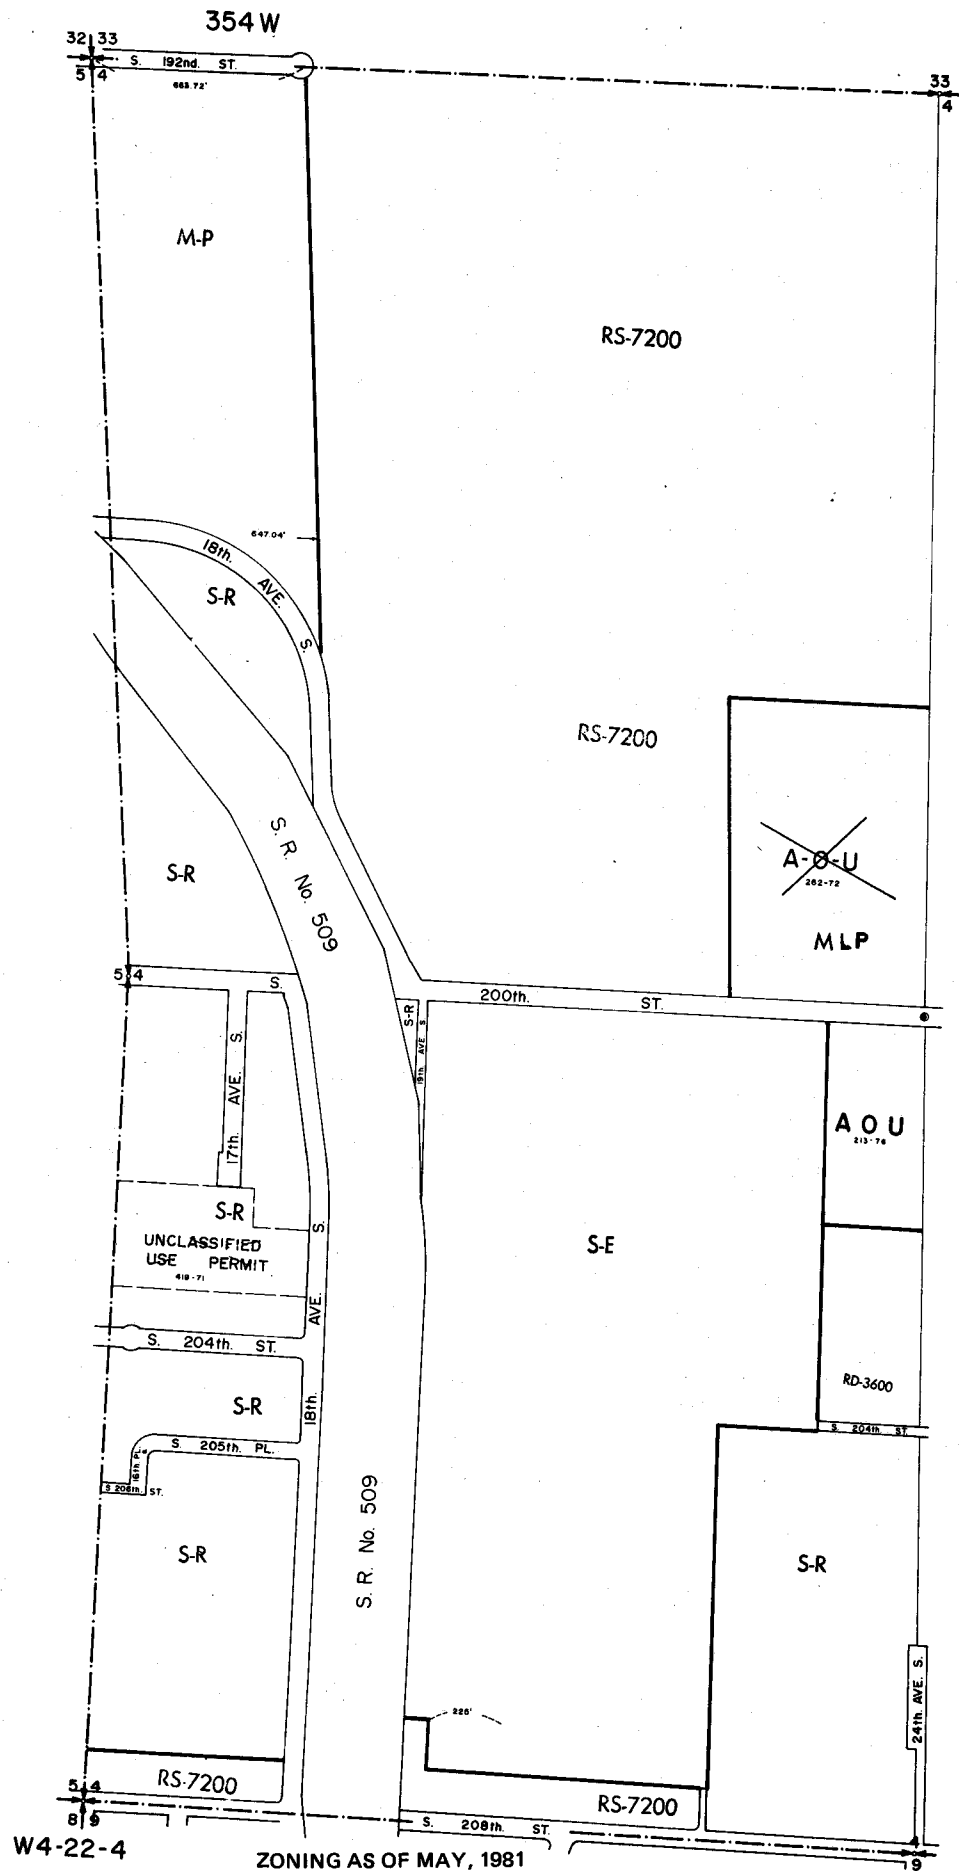 354 W
32 33
S. 192nd. ST.
33
5 4
663.72'
4
M-P
RS-7200
647.04'
18th. AVE. S.
S-R
RS-7200
S. R. No. 509
A-O-U
282-72
S-R
MLP
5 4
S.
200th. ST.
S-R
19th AVE S
17th AVE. S.
A O U
213-76
S-R
S.
UNCLASSIFIED
USE PERMIT
418-71
S-E
AVE.
S. 204th. ST.
RD-3600
S-R
18th.
S. 204th. ST.
S. 205th. PL.
16th PL. S.
S 206th. ST.
S. R. No. 509
S-R
S-R
24th AVE. S.
225'
RS-7200
5 4
RS-7200
8 9
S. 208th. ST.
4
9
W4-22-4
ZONING AS OF MAY, 1981